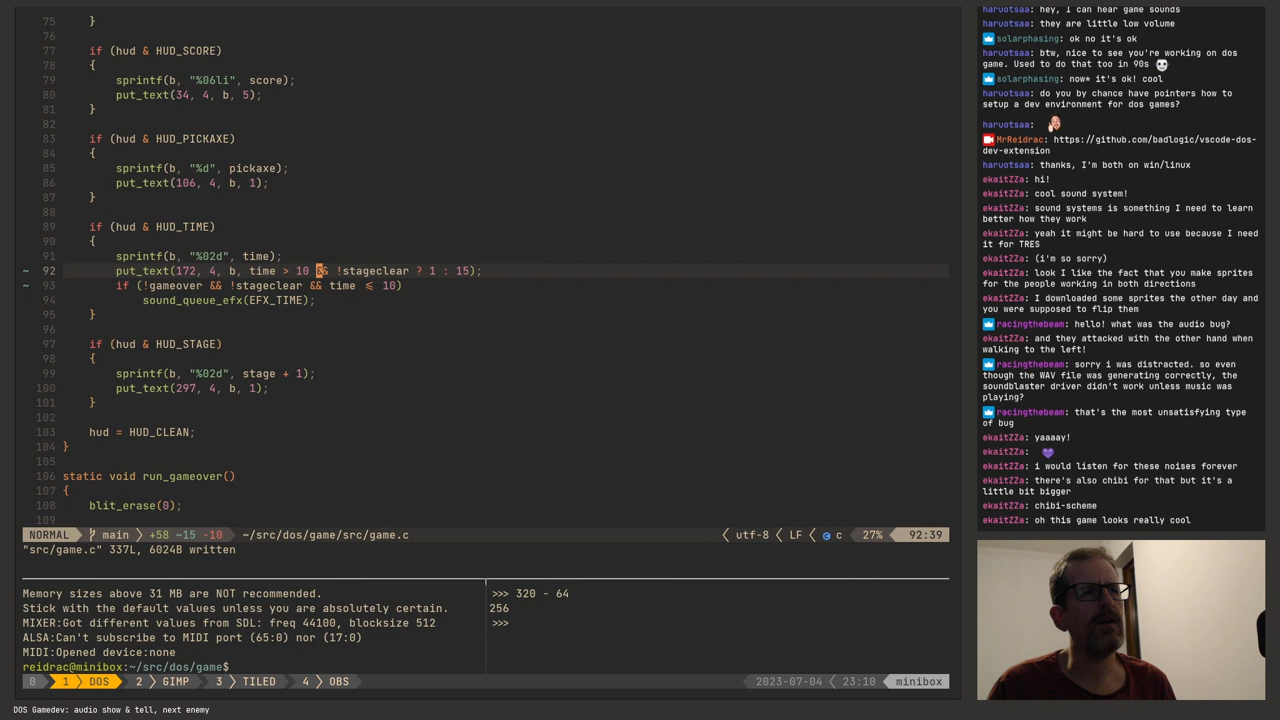 75     }
76
77     if (hud & HUD_SCORE)
78     {
79         sprintf(b, "%06li", score);
80         put_text(34, 4, b, 5);
81     }
82
83     if (hud & HUD_PICKAXE)
84     {
85         sprintf(b, "%d", pickaxe);
86         put_text(106, 4, b, 1);
87     }
88
89     if (hud & HUD_TIME)
90     {
91         sprintf(b, "%02d", time);
~ 92         put_text(172, 4, b, time > 10 && !stageclear ? 1 : 15);
~ 93         if (!gameover && !stageclear && time ≤ 10)
94             sound_queue_efx(EFX_TIME);
95     }
96
97     if (hud & HUD_STAGE)
98     {
99         sprintf(b, "%02d", stage + 1);
100         put_text(297, 4, b, 1);
101     }
102
103     hud = HUD_CLEAN;
104 }
105
106 static void run_gameover()
107 {
108     blit_erase(0);
109
NORMAL main +58 ~15 -10 ~/src/dos/game/src/game.c utf-8 LF c 27% 92:39
"src/game.c" 337L, 6024B written
Memory sizes above 31 MB are NOT recommended.
Stick with the default values unless you are absolutely certain.
MIXER:Got different values from SDL: freq 44100, blocksize 512
ALSA:Can't subscribe to MIDI port (65:0) nor (17:0)
MIDI:Opened device:none
reidrac@minibox:~/src/dos/game$
>>> 320 - 64
256
>>>
0 1 DOS 2 GIMP 3 TILED 4 OBS 2023-07-04 23:10 minibox
DOS Gamedev: audio show & tell, next enemy
haruotsaa: hey, I can hear game sounds
haruotsaa: they are little low volume
solarphasing: ok no it's ok
haruotsaa: btw, nice to see you're working on dos
game. Used to do that too in 90s
solarphasing: now* it's ok! cool
haruotsaa: do you by chance have pointers how to
setup a dev environment for dos games?
haruotsaa:
MrReidrac: https://github.com/badlogic/vscode-dos-
dev-extension
haruotsaa: thanks, I'm both on win/linux
ekaitZZa: hi!
ekaitZZa: cool sound system!
ekaitZZa: sound systems is something I need to learn
better how they work
ekaitZZa: yeah it might be hard to use because I need
it for TRES
ekaitZZa: (i'm so sorry)
ekaitZZa: look I like the fact that you make sprites
for the people working in both directions
ekaitZZa: I downloaded some sprites the other day and
you were supposed to flip them
racingthebeam: hello! what was the audio bug?
ekaitZZa: and they attacked with the other hand when
walking to the left!
racingthebeam: sorry i was distracted. so even
though the WAV file was generating correctly, the
soundblaster driver didn't work unless music was
playing?
racingthebeam: that's the most unsatisfying type
of bug
ekaitZZa: yaaaay!
ekaitZZa:
ekaitZZa: i would listen for these noises forever
ekaitZZa: there's also chibi for that but it's a
little bit bigger
ekaitZZa: chibi-scheme
ekaitZZa: oh this game looks really cool